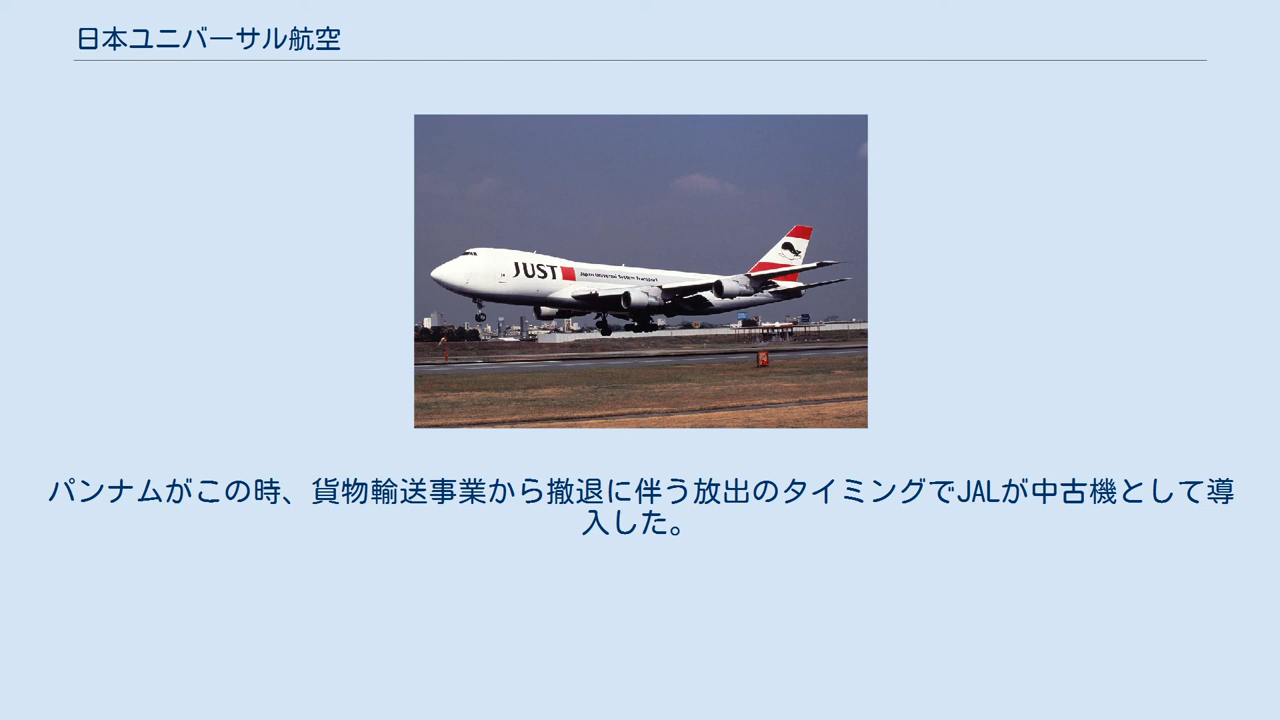 日本ユニバーサル航空
JUST
Japan Universal System Transport
パンナムがこの時、貨物輸送事業から撤退に伴う放出のタイミングでJALが中古機として導
入した。